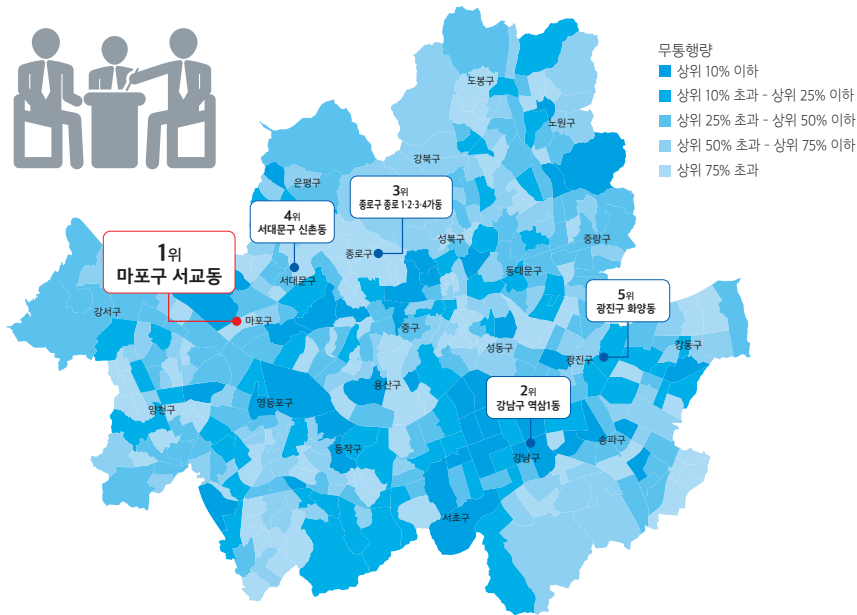 무통행량
상위 10% 이하
상위 10% 초과 - 상위 25% 이하
상위 25% 초과 - 상위 50% 이하
상위 50% 초과 - 상위 75% 이하
상위 75% 초과
도봉구
노원구
강북구
은평구
3위
종로구 종로 1·2·3·4가동
4위
서대문구 신촌동
성북구
중랑구
종로구
1위
마포구 서교동
서대문구
동대문구
5위
광진구 화양동
강서구
마포구
중구
성동구
강동구
광진구
용산구
2위
강남구 역삼1동
양천구
영등포구
송파구
동작구
강남구
서초구